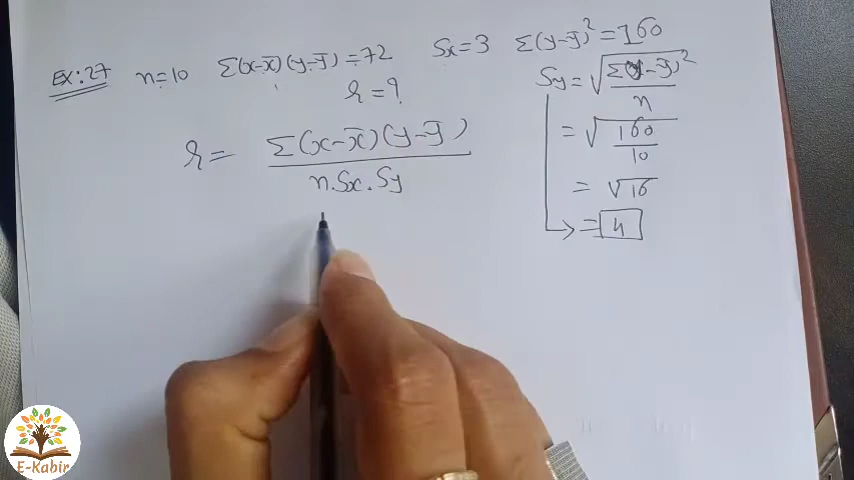 Ex:27 n=10 Σ(x-x̄)(y-ȳ)=72 Sx=3 Σ(y-ȳ)²=160
r=?
r= Σ(x-x̄)(y-ȳ)
n.Sx.Sy
Sy=√Σ(y-ȳ)²
n
=√160
10
=√16
=4
E-Kabir